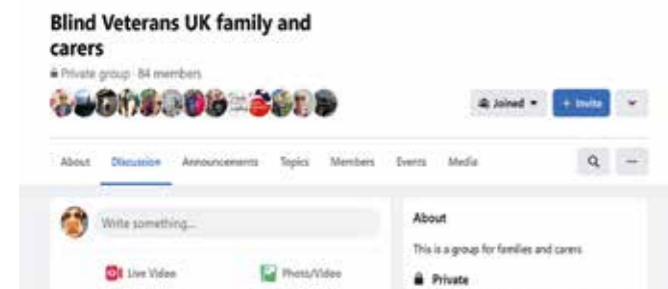 Blind Veterans UK family and
carers
Private group · 84 members
Joined
+ Invite
About Discussion Announcements Topics Members Events Media
Write something...
Live Video Photo/Video
About
This is a group for families and carers
Private